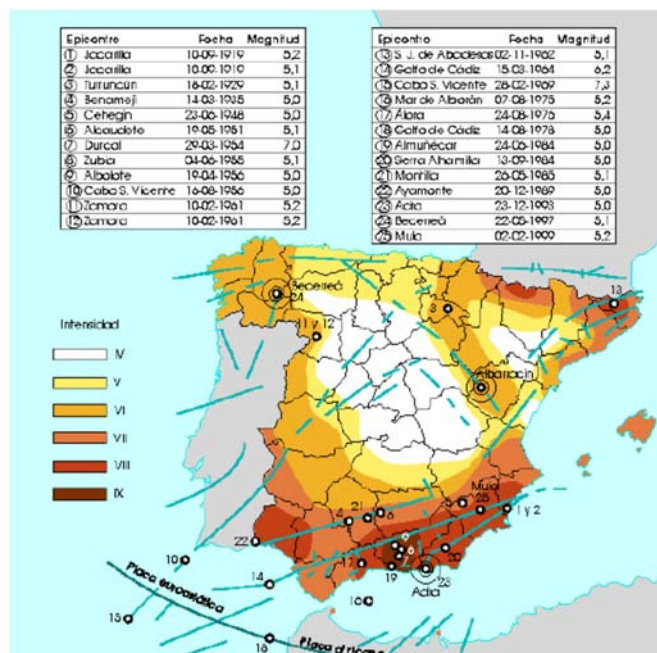 Epicentro Fecha Magnitud
1 Jacarilla 10-09-1919 5,2
2 Jacarilla 10-09-1919 5,1
3 Turruncún 18-02-1929 5,1
4 Benamejí 14-03-1935 5,0
5 Cehegín 23-06-1948 5,0
6 Alcaudete 19-05-1951 5,1
7 Durcal 29-03-1954 7,0
8 Zubia 04-06-1955 5,1
9 Albolote 19-04-1956 5,0
10 Cabo S. Vicente 16-08-1956 5,0
11 Zamora 10-02-1961 5,2
12 Zamora 10-02-1961 5,2
Epicentro Fecha Magnitud
13 S. J. de Abadesas 02-11-1962 5,1
14 Golfo de Cádiz 15-03-1964 6,2
15 Cabo S. Vicente 28-02-1969 7,3
16 Mar de Alborán 07-08-1975 5,2
17 Álora 24-08-1976 5,4
18 Golfo de Cádiz 14-08-1978 5,0
19 Almuñécar 24-06-1984 5,0
20 Serra Alhamilla 13-09-1984 5,0
21 Montilla 26-05-1985 5,1
22 Ayamonte 20-12-1989 5,0
23 Adra 23-12-1993 5,0
24 Becerreá 22-05-1997 5,1
25 Mula 02-02-1999 5,2
Becerreá
24
3
13
Intensidad
11 y 12
IV
Albarracín
V
VI
VII
VIII
Mula
IX
21
25
1 y 2
4
6
22
10
17
20
14
19
23
Adra
Placa euroasiática
16
15
18
Placa africana